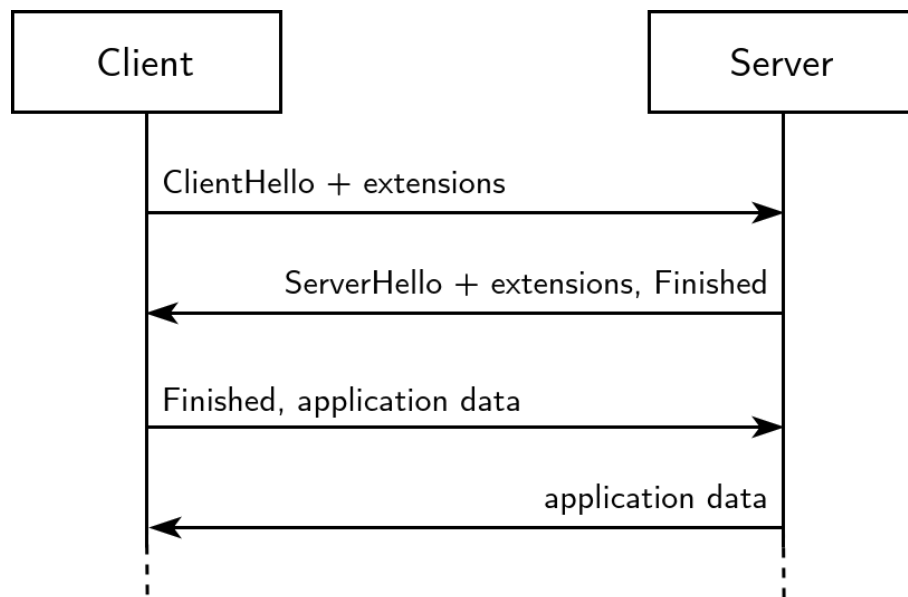 Client
Server
ClientHello + extensions
ServerHello + extensions, Finished
Finished, application data
application data